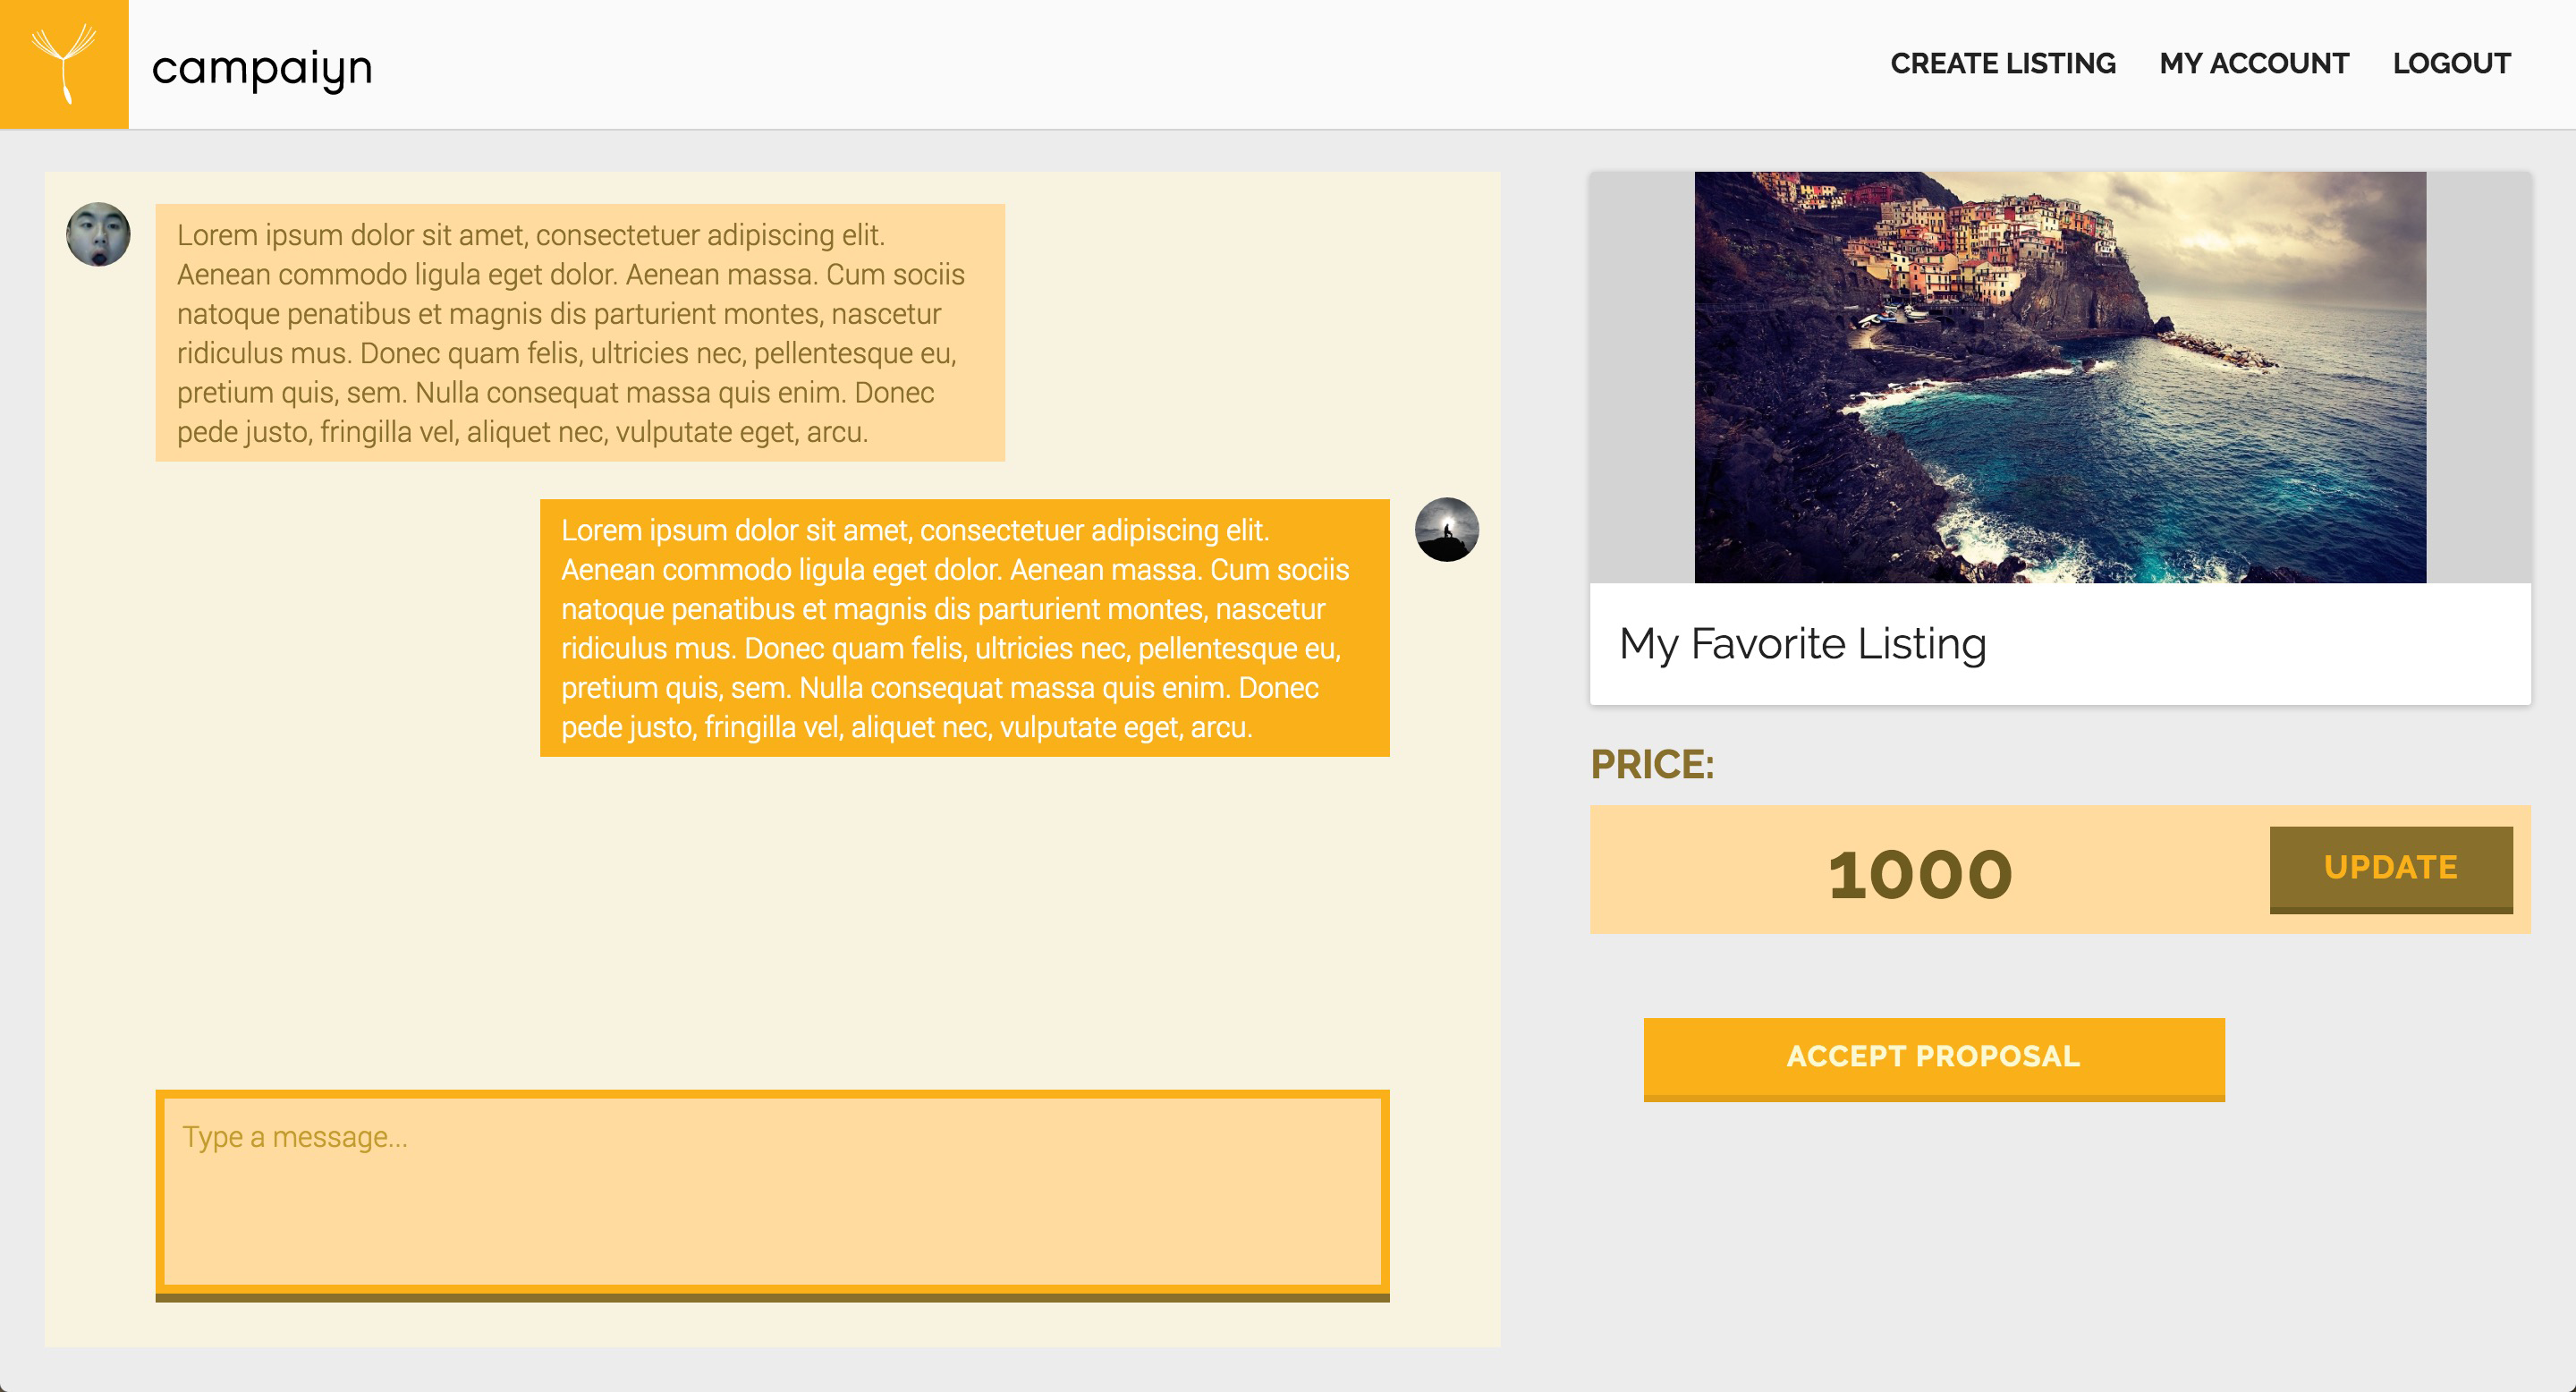 campaiyn
CREATE LISTING MY ACCOUNT LOGOUT
Lorem ipsum dolor sit amet, consectetuer adipiscing elit.
Aenean commodo ligula eget dolor. Aenean massa. Cum sociis
natoque penatibus et magnis dis parturient montes, nascetur
ridiculus mus. Donec quam felis, ultricies nec, pellentesque eu,
pretium quis, sem. Nulla consequat massa quis enim. Donec
pede justo, fringilla vel, aliquet nec, vulputate eget, arcu.
Lorem ipsum dolor sit amet, consectetuer adipiscing elit.
Aenean commodo ligula eget dolor. Aenean massa. Cum sociis
natoque penatibus et magnis dis parturient montes, nascetur
ridiculus mus. Donec quam felis, ultricies nec, pellentesque eu,
pretium quis, sem. Nulla consequat massa quis enim. Donec
pede justo, fringilla vel, aliquet nec, vulputate eget, arcu.
Type a message...
My Favorite Listing
PRICE:
1000
UPDATE
ACCEPT PROPOSAL